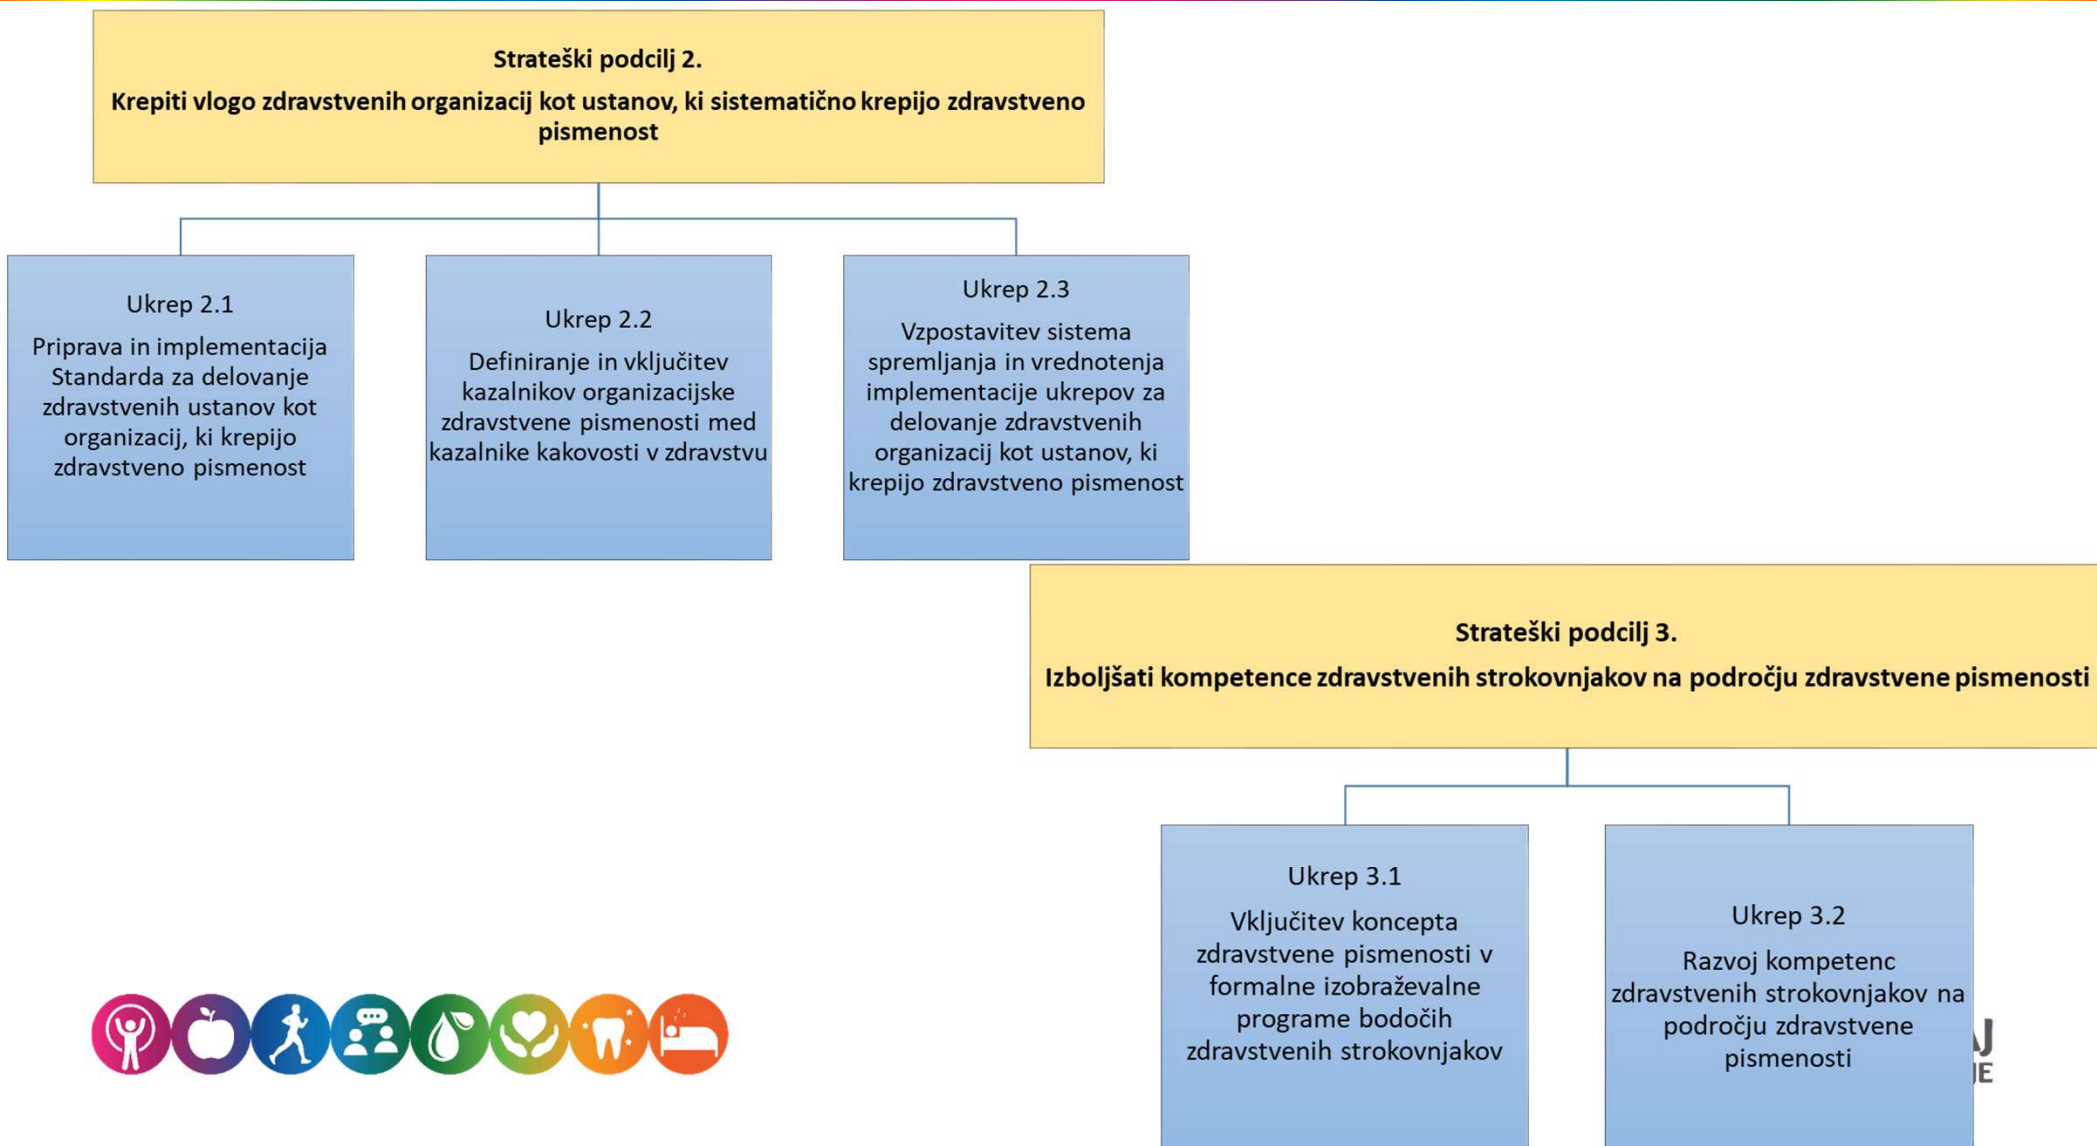 Strateški podcilj 2.
Krepiti vlogo zdravstvenih organizacij kot ustanov, ki sistematično krepijo zdravstveno
pismenost
Ukrep 2.1
Priprava in implementacija
Standarda za delovanje
zdravstvenih ustanov kot
organizacij, ki krepijo
zdravstveno pismenost
Ukrep 2.2
Definiranje in vključitev
kazalnikov organizacijske
zdravstvene pismenosti med
kazalnike kakovosti v zdravstvu
Ukrep 2.3
Vzpostavitev sistema
spremljanja in vrednotenja
implementacije ukrepov za
delovanje zdravstvenih
organizacij kot ustanov, ki
krepijo zdravstveno pismenost
Strateški podcilj 3.
Izboljšati kompetence zdravstvenih strokovnjakov na področju zdravstvene pismenosti
Ukrep 3.1
Vključitev koncepta
zdravstvene pismenosti v
formalne izobraževalne
programe bodočih
zdravstvenih strokovnjakov
Ukrep 3.2
Razvoj kompetenc
zdravstvenih strokovnjakov na
področju zdravstvene
pismenosti